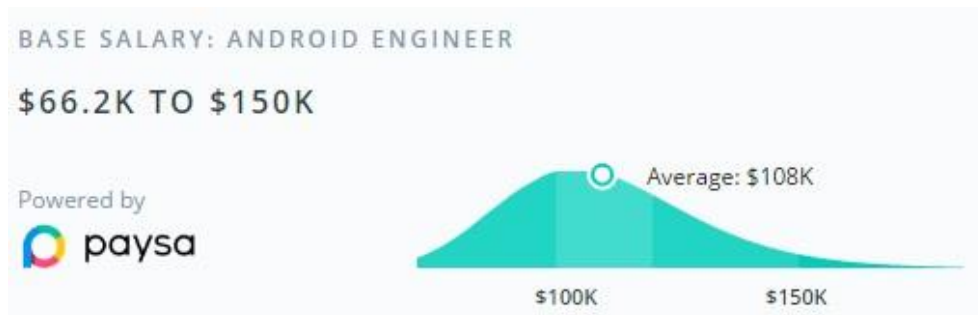 BASE SALARY: ANDROID ENGINEER
$66.2K TO $150K
Average: $108K
Powered by
paysa
$100K
$150K